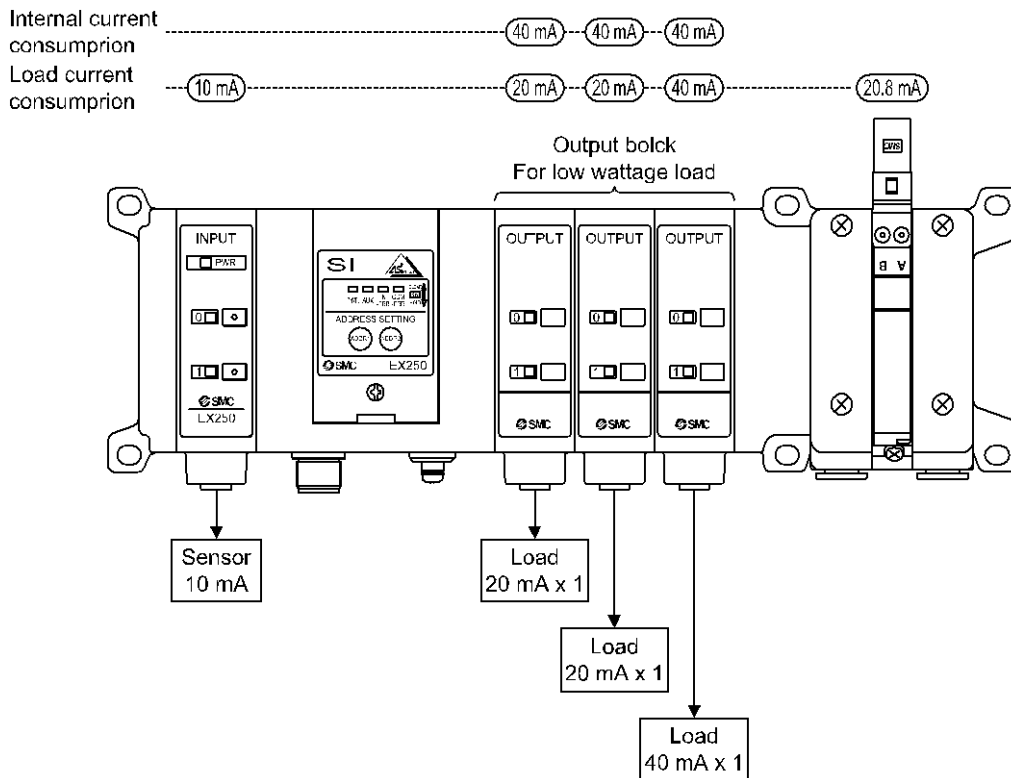 Internal current
consumprion
40 mA 40 mA 40 mA
Load current
consumprion
10 mA 20 mA 20 mA 40 mA 20.8 mA
Output bolck
For low wattage load
SMC
INPUT
PWR
0
1
SMC
EX250
SI
AUX
ADDRESS SETTING
SMC EX250
OUTPUT OUTPUT OUTPUT
0 0 0
1 1 1
SMC SMC SMC
B A
Sensor
10 mA
Load
20 mA x 1
Load
20 mA x 1
Load
40 mA x 1